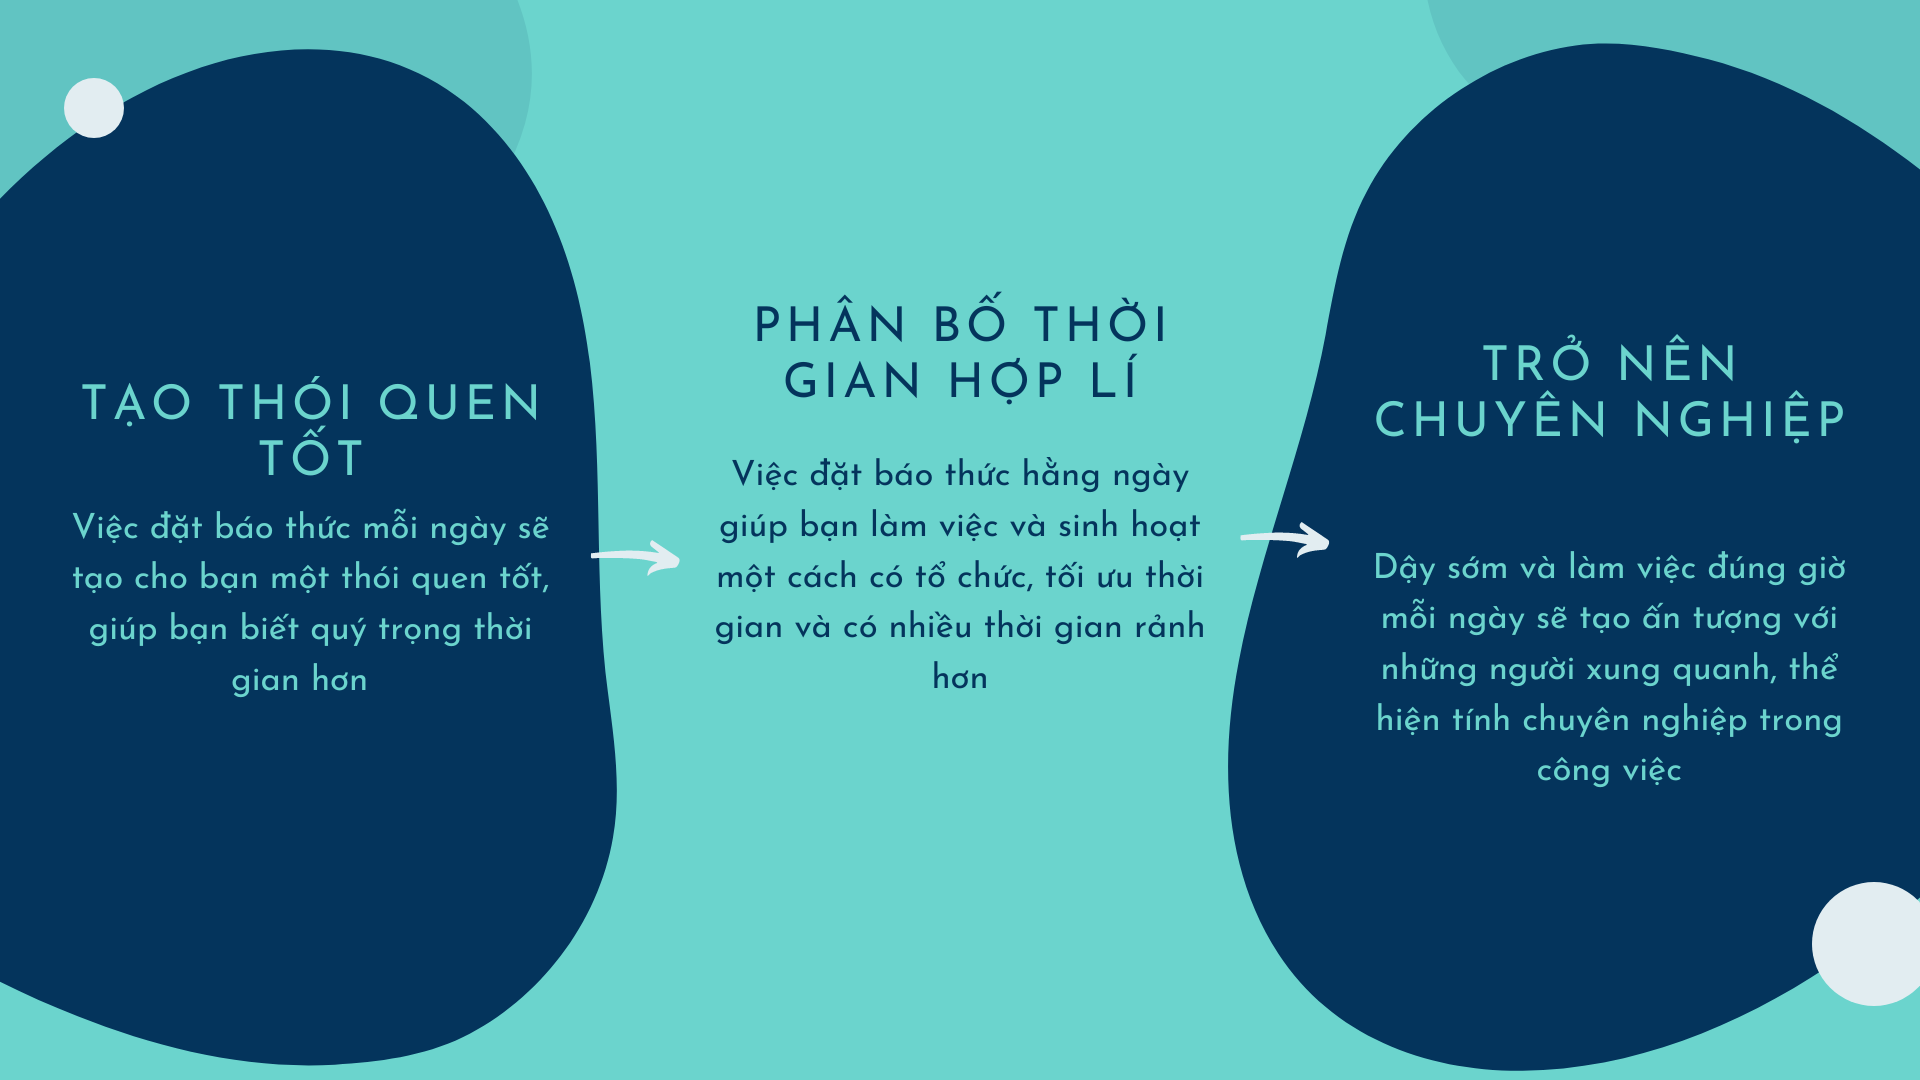 TẠO THÓI QUEN
TỐT
Việc đặt báo thức mỗi ngày sẽ
tạo cho bạn một thói quen tốt,
giúp bạn biết quý trọng thời
gian hơn
PHÂN BỐ THỜI
GIAN HỢP LÍ
Việc đặt báo thức hằng ngày
giúp bạn làm việc và sinh hoạt
một cách có tổ chức, tối ưu thời
gian và có nhiều thời gian rảnh
hơn
TRỞ NÊN
CHUYÊN NGHIỆP
Dậy sớm và làm việc đúng giờ
mỗi ngày sẽ tạo ấn tượng với
những người xung quanh, thể
hiện tính chuyên nghiệp trong
công việc